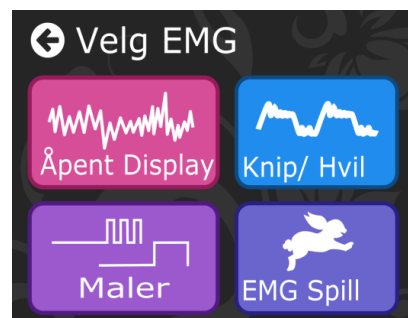 Velg EMG
Åpent Display
Knip/ Hvil
Maler
EMG Spill